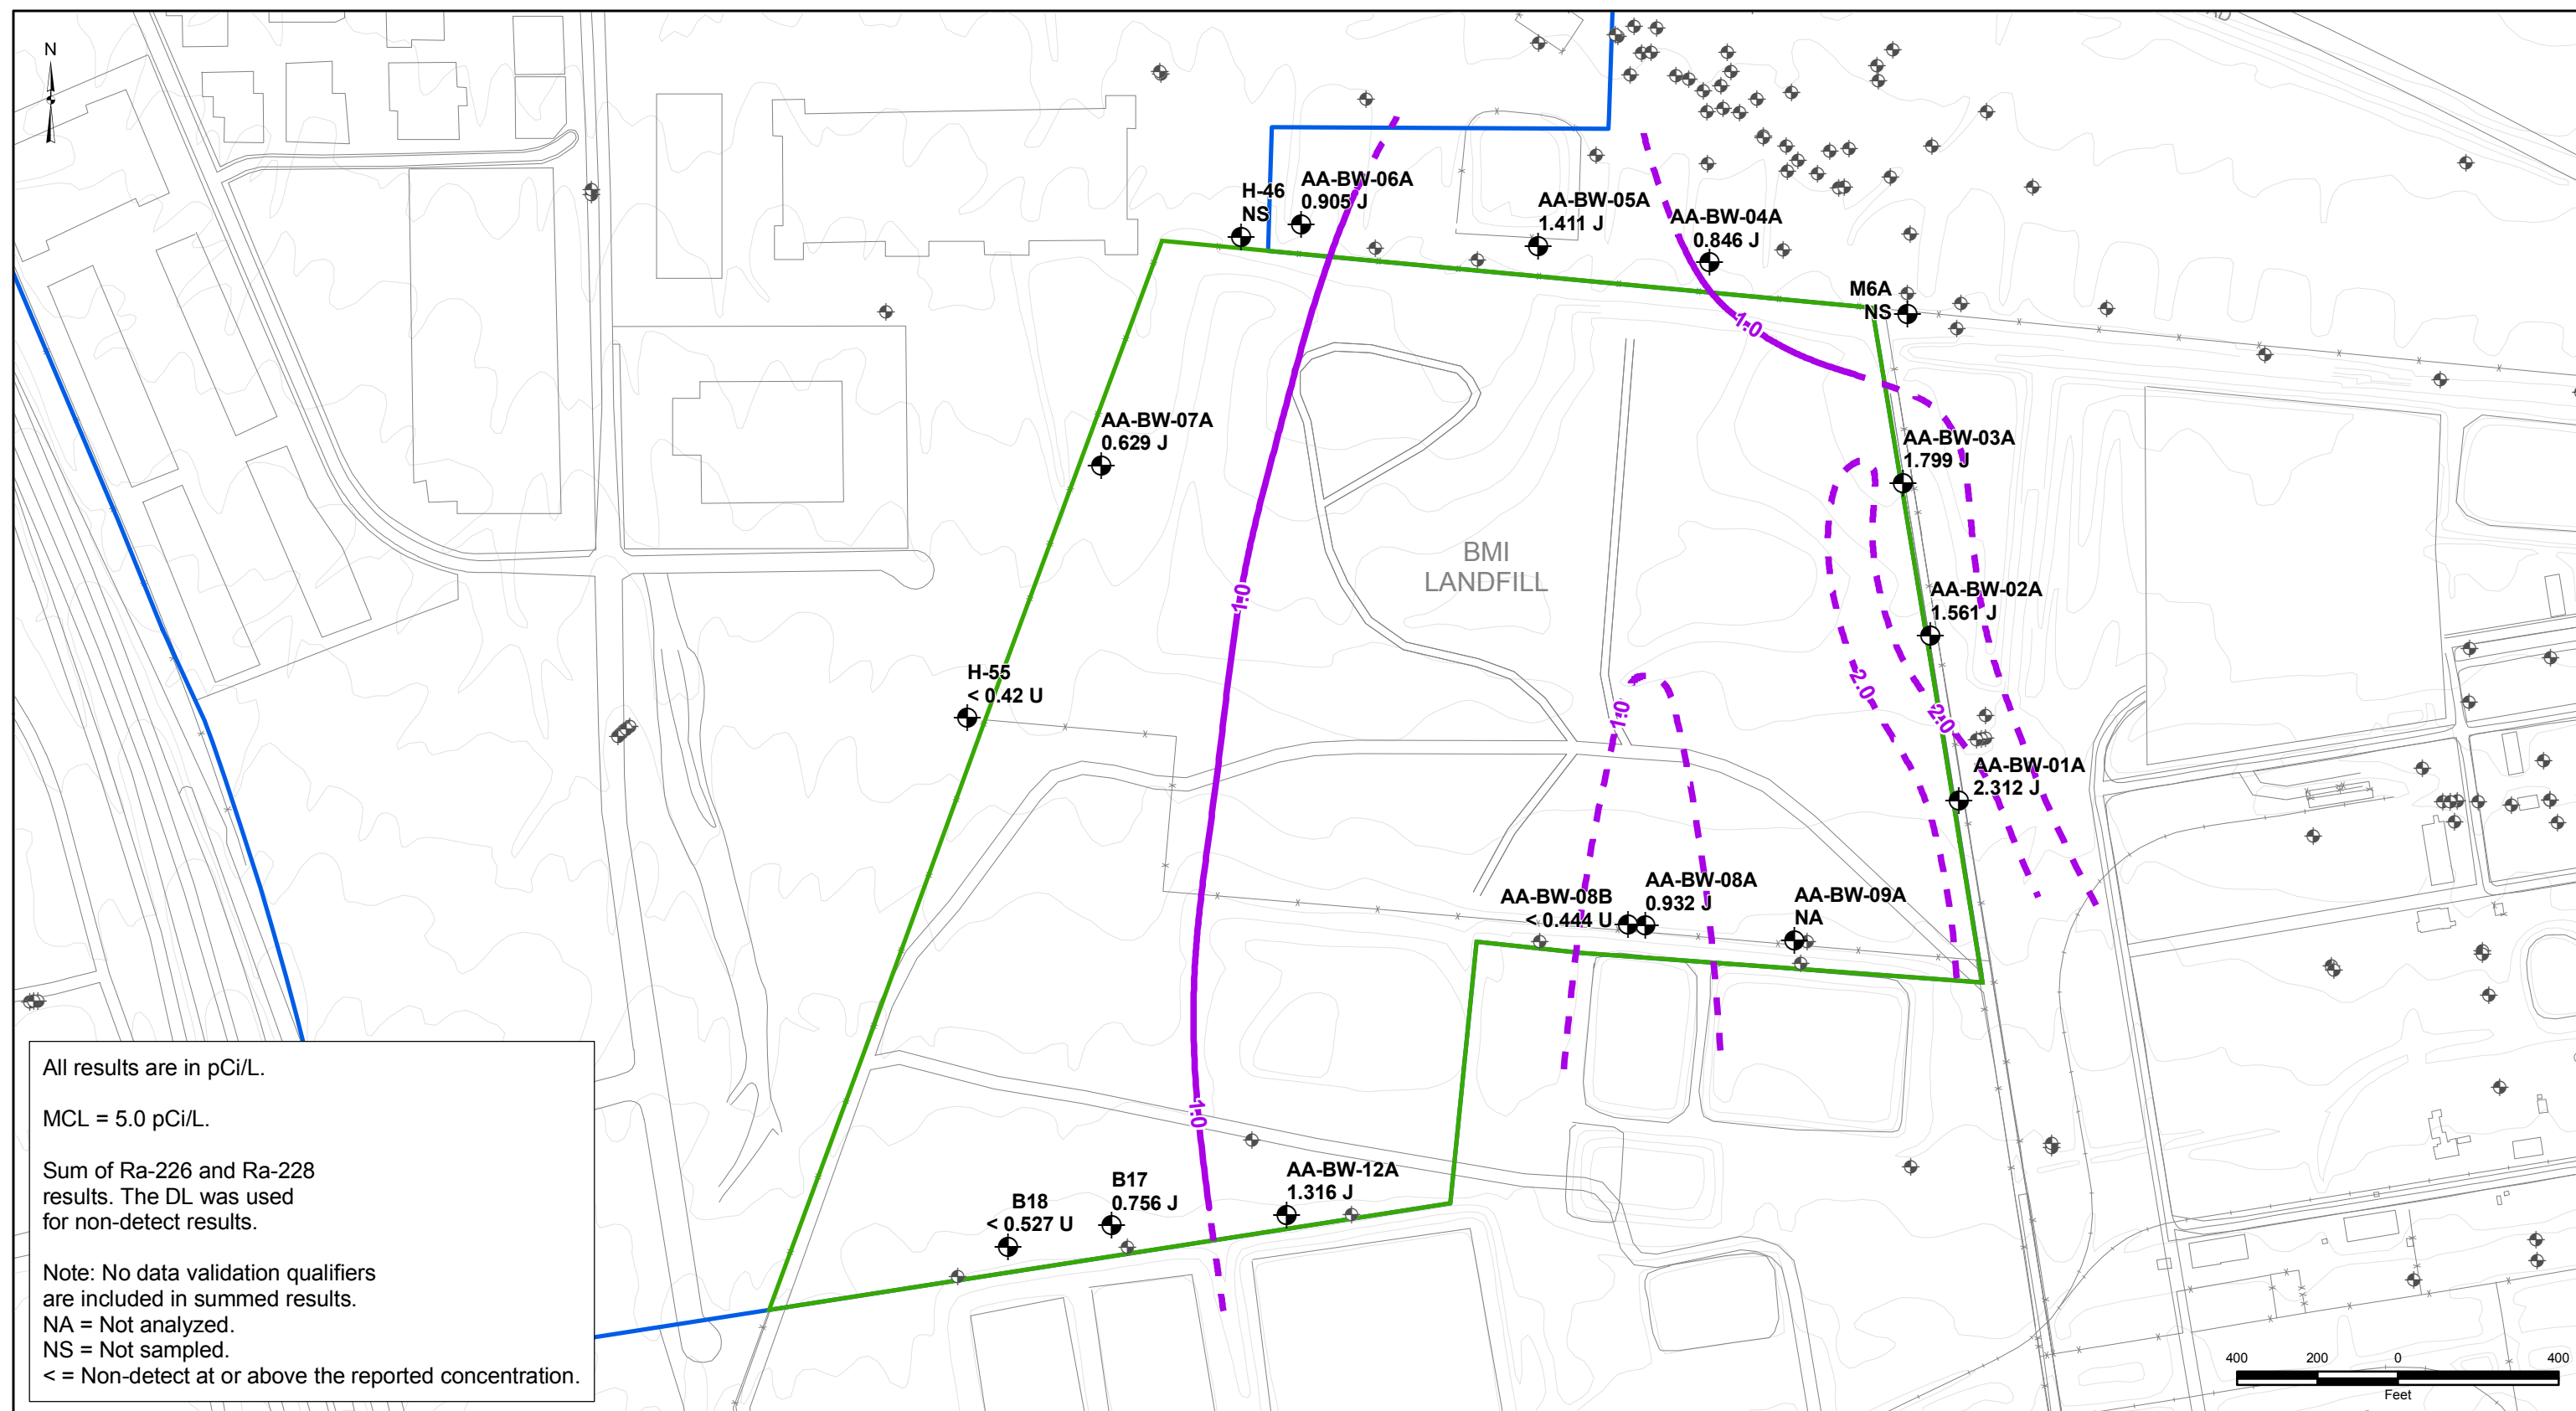 N
H-46
NS
AA-BW-06A
0.905 J
AA-BW-05A
1.411 J
AA-BW-04A
0.846 J
M6A
NS
1.0
AA-BW-07A
0.629 J
AA-BW-03A
1.799 J
BMI
LANDFILL
1.0
AA-BW-02A
1.561 J
H-55
< 0.42 U
2.0
1.0
2.0
AA-BW-01A
2.312 J
AA-BW-08B
< 0.444 U
AA-BW-08A
0.932 J
AA-BW-09A
NA
1.0
B18
< 0.527 U
B17
0.756 J
AA-BW-12A
1.316 J
All results are in pCi/L.
MCL = 5.0 pCi/L.
Sum of Ra-226 and Ra-228
results. The DL was used
for non-detect results.
Note: No data validation qualifiers
are included in summed results.
NA = Not analyzed.
NS = Not sampled.
< = Non-detect at or above the reported concentration.
400 200 0 400
Feet